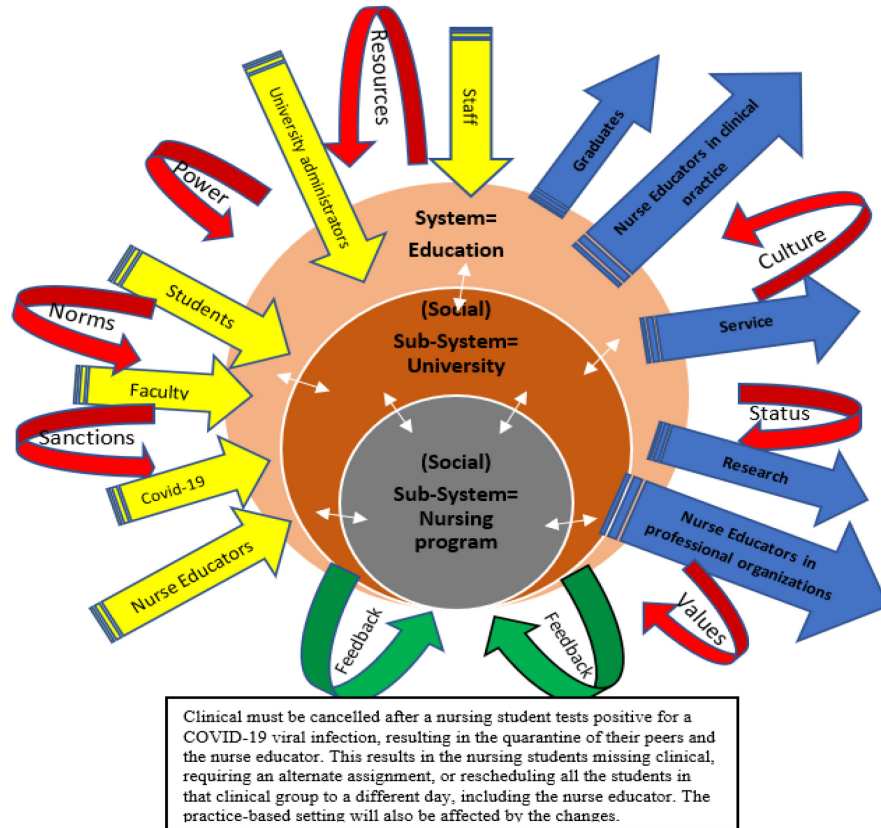 Resources
Staff
University administrators
Power
Graduates
Nurse Educators in clinical
practice
System=
Education
Culture
Students
Norms
(Social)
Sub-System=
University
Service
Faculty
Sanctions
Status
(Social)
Sub-System=
Nursing
program
Research
Covid-19
Nurse Educators in
professional organizations
Nurse Educators
Values
Feedback
Feedback
Clinical must be cancelled after a nursing student tests positive for a
COVID-19 viral infection, resulting in the quarantine of their peers and
the nurse educator. This results in the nursing students missing clinical,
requiring an alternate assignment, or rescheduling all the students in
that clinical group to a different day, including the nurse educator. The
practice-based setting will also be affected by the changes.